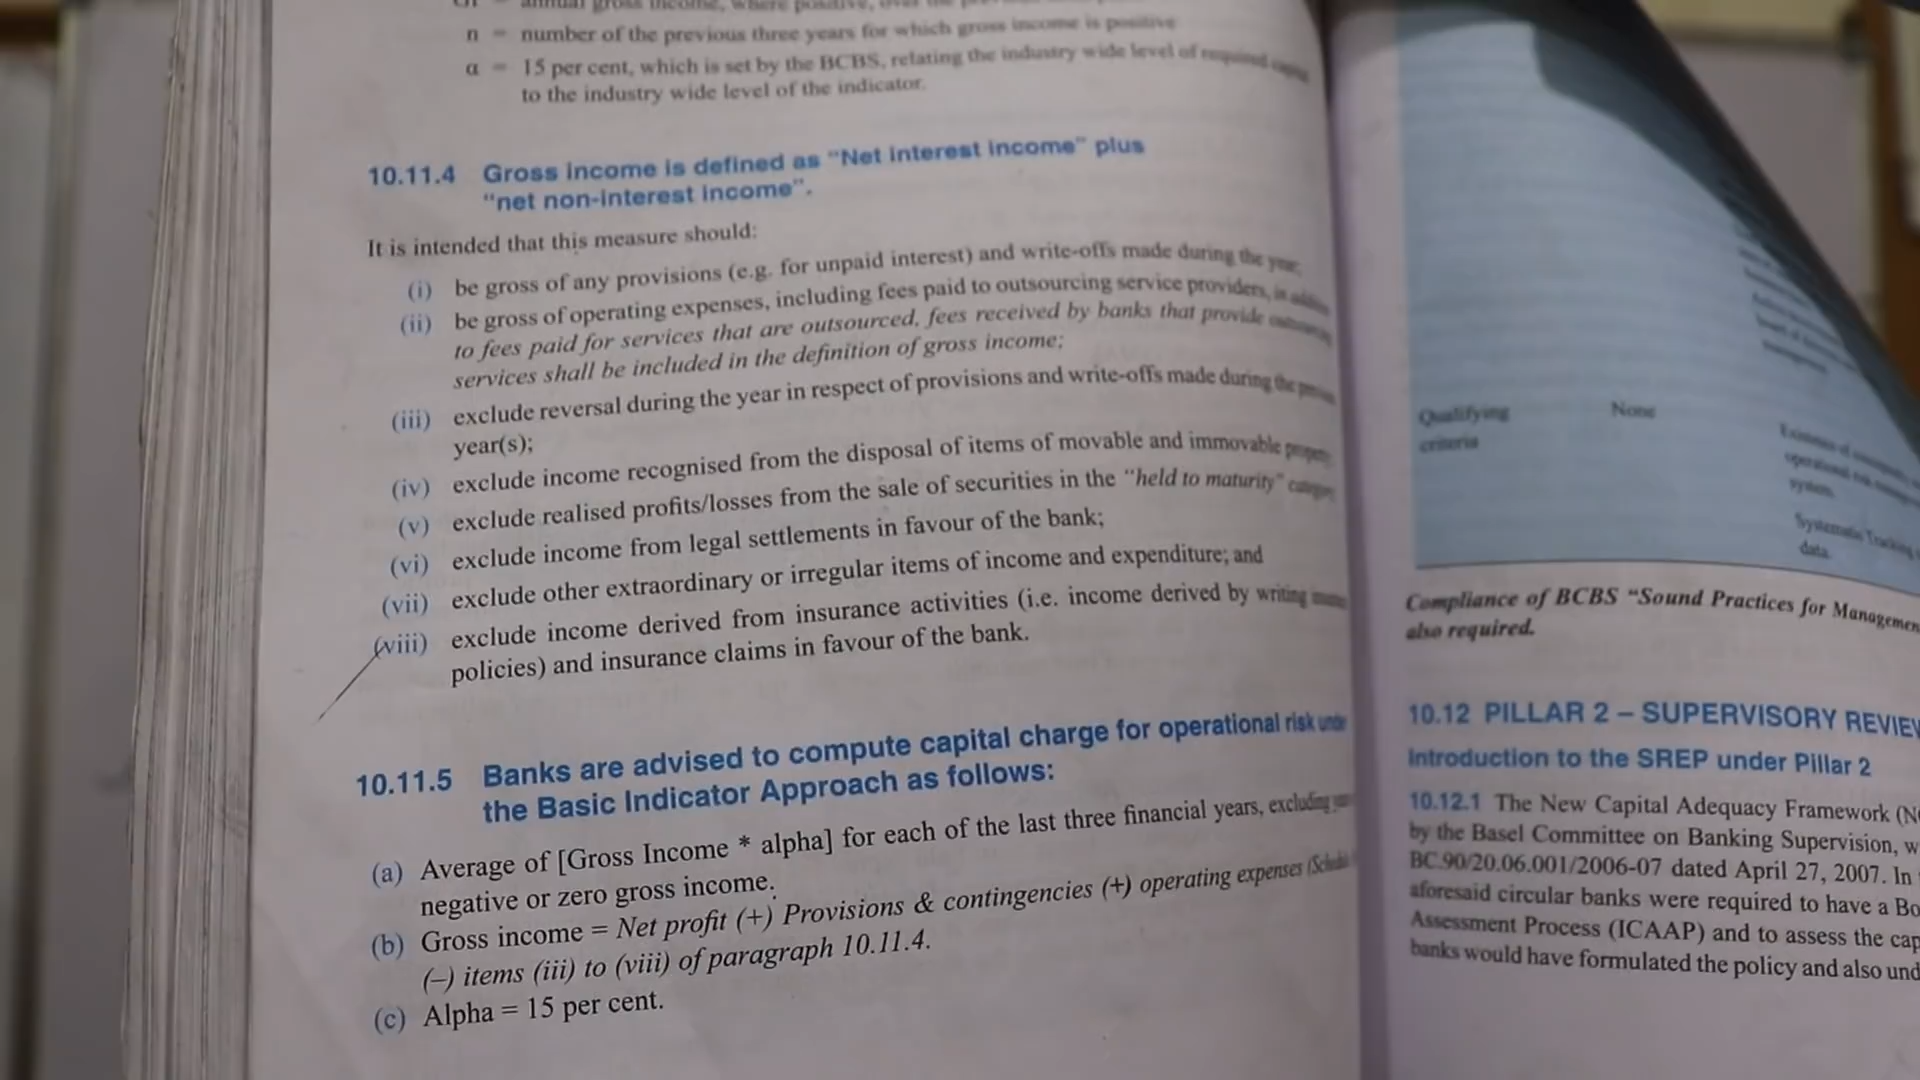 annual gross income, where positive, over the
n = number of the previous three years for which gross income is positive
α = 15 per cent, which is set by the BCBS, relating the industry wide level of required
to the industry wide level of the indicator.
10.11.4 Gross income is defined as “Net interest income” plus
“net non-interest income”.
It is intended that this measure should:
(i) be gross of any provisions (e.g. for unpaid interest) and write-offs made during the year;
(ii) be gross of operating expenses, including fees paid to outsourcing service providers, in
to fees paid for services that are outsourced, fees received by banks that provide
services shall be included in the definition of gross income;
(iii) exclude reversal during the year in respect of provisions and write-offs made during the
year(s);
(iv) exclude income recognised from the disposal of items of movable and immovable
(v) exclude realised profits/losses from the sale of securities in the “held to maturity”
(vi) exclude income from legal settlements in favour of the bank;
(vii) exclude other extraordinary or irregular items of income and expenditure; and
(viii) exclude income derived from insurance activities (i.e. income derived by writing
policies) and insurance claims in favour of the bank.
10.11.5 Banks are advised to compute capital charge for operational risk under
the Basic Indicator Approach as follows:
(a) Average of [Gross Income * alpha] for each of the last three financial years, excluding
negative or zero gross income.
(b) Gross income = Net profit (+) Provisions & contingencies (+) operating expenses
(–) items (iii) to (viii) of paragraph 10.11.4.
(c) Alpha = 15 per cent.
Qualifying None
criteria
system.
Systematic Tracking
data.
Compliance of BCBS “Sound Practices for
also required.
10.12 PILLAR 2 – SUPERVISORY
Introduction to the SREP under Pillar 2
10.12.1 The New Capital Adequacy Framework
by the Basel Committee on Banking Supervision,
BC.90/20.06.001/2006-07 dated April 27, 2007. In
aforesaid circular banks were required to have a
Assessment Process (ICAAP) and to assess the
banks would have formulated the policy and also